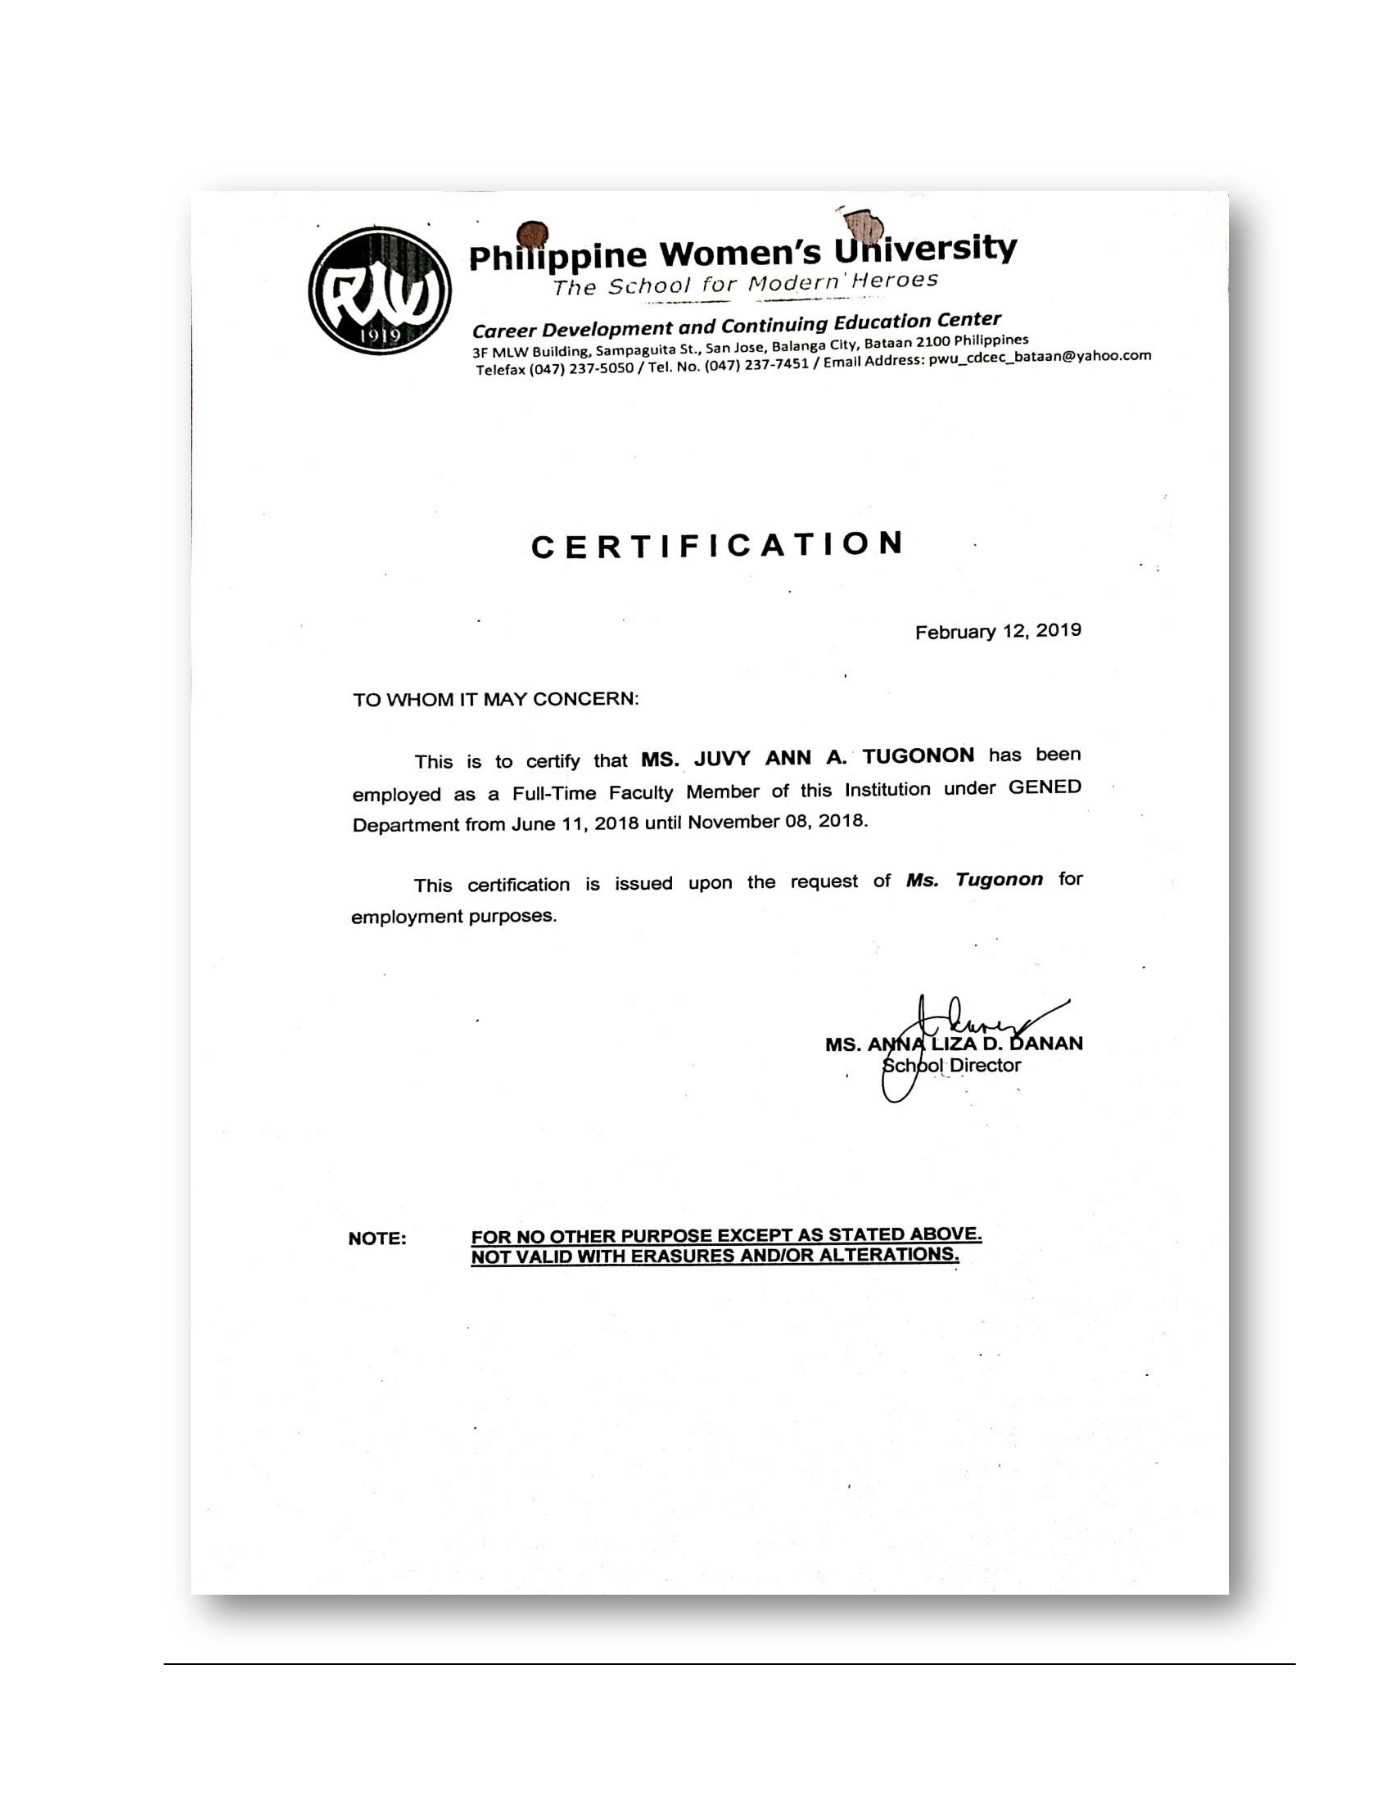 PWU
1919
Philippine Women's University
The School for Modern Heroes
Career Development and Continuing Education Center
3F MLW Building, Sampaguita St., San Jose, Balanga City, Bataan 2100 Philippines
Telefax (047) 237-5050 / Tel. No. (047) 237-7451 / Email Address: pwu_cdcec_bataan@yahoo.com
CERTIFICATION
February 12, 2019
TO WHOM IT MAY CONCERN:
This is to certify that MS. JUVY ANN A. TUGONON has been
employed as a Full-Time Faculty Member of this Institution under GENED
Department from June 11, 2018 until November 08, 2018.
This certification is issued upon the request of Ms. Tugonon for
employment purposes.
MS. ANNA LIZA D. DANAN
School Director
NOTE: FOR NO OTHER PURPOSE EXCEPT AS STATED ABOVE.
NOT VALID WITH ERASURES AND/OR ALTERATIONS.